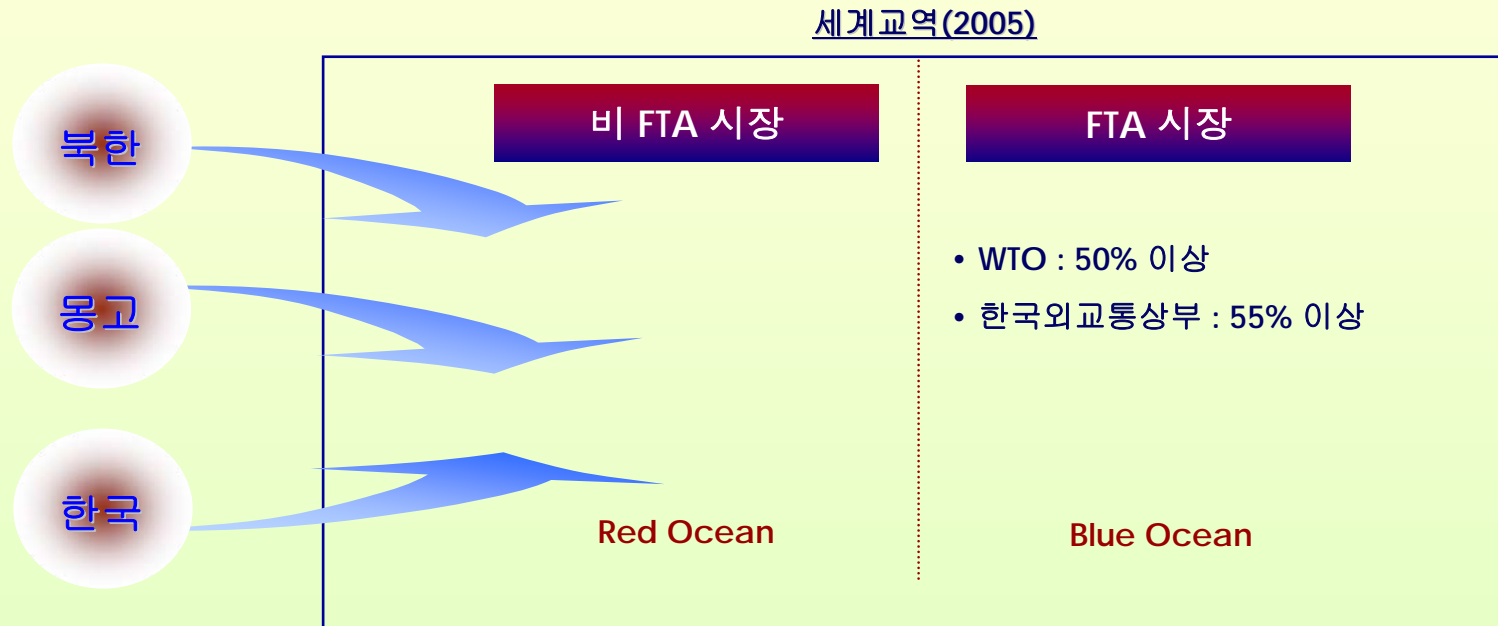 세계교역(2005)
북한
몽고
한국
비 FTA 시장
Red Ocean
FTA 시장
• WTO : 50% 이상
• 한국외교통상부 : 55% 이상
Blue Ocean